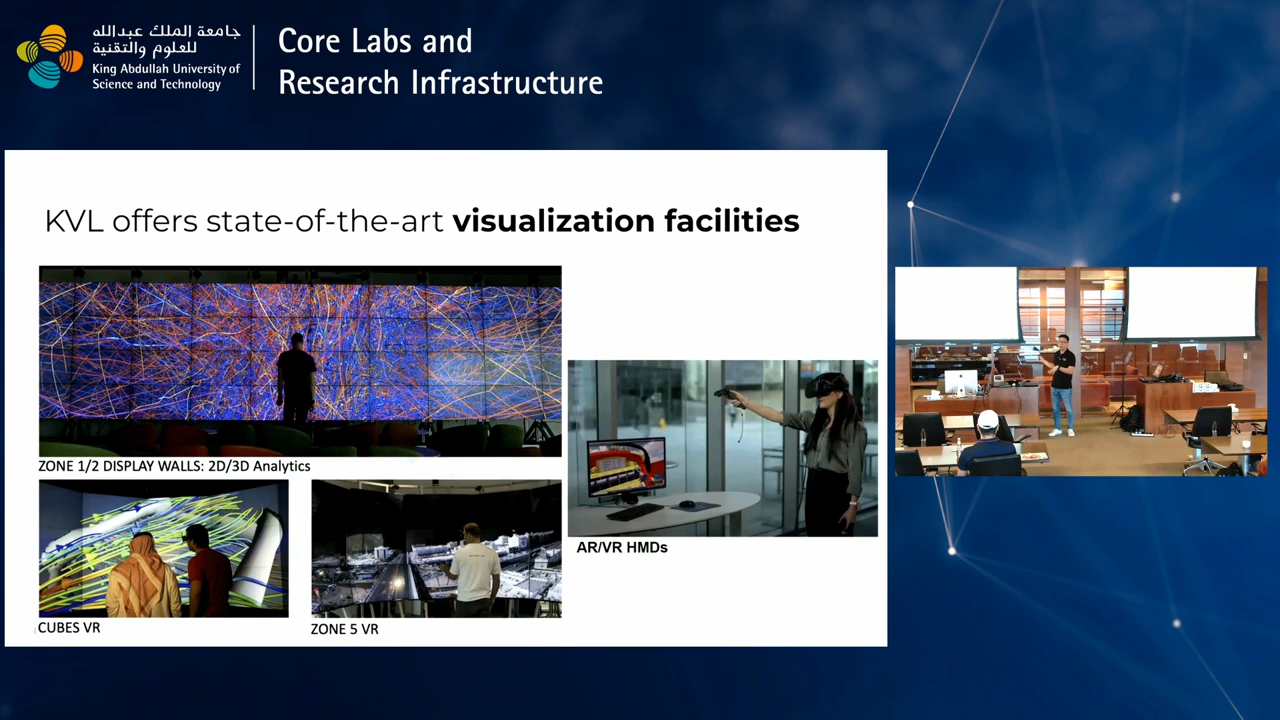 جامعة الملك عبدالله
للعلوم والتقنية
King Abdullah University of
Science and Technology
Core Labs and
Research Infrastructure
KVL offers state-of-the-art visualization facilities
ZONE 1/2 DISPLAY WALLS: 2D/3D Analytics
AR/VR HMDs
CUBES VR
ZONE 5 VR